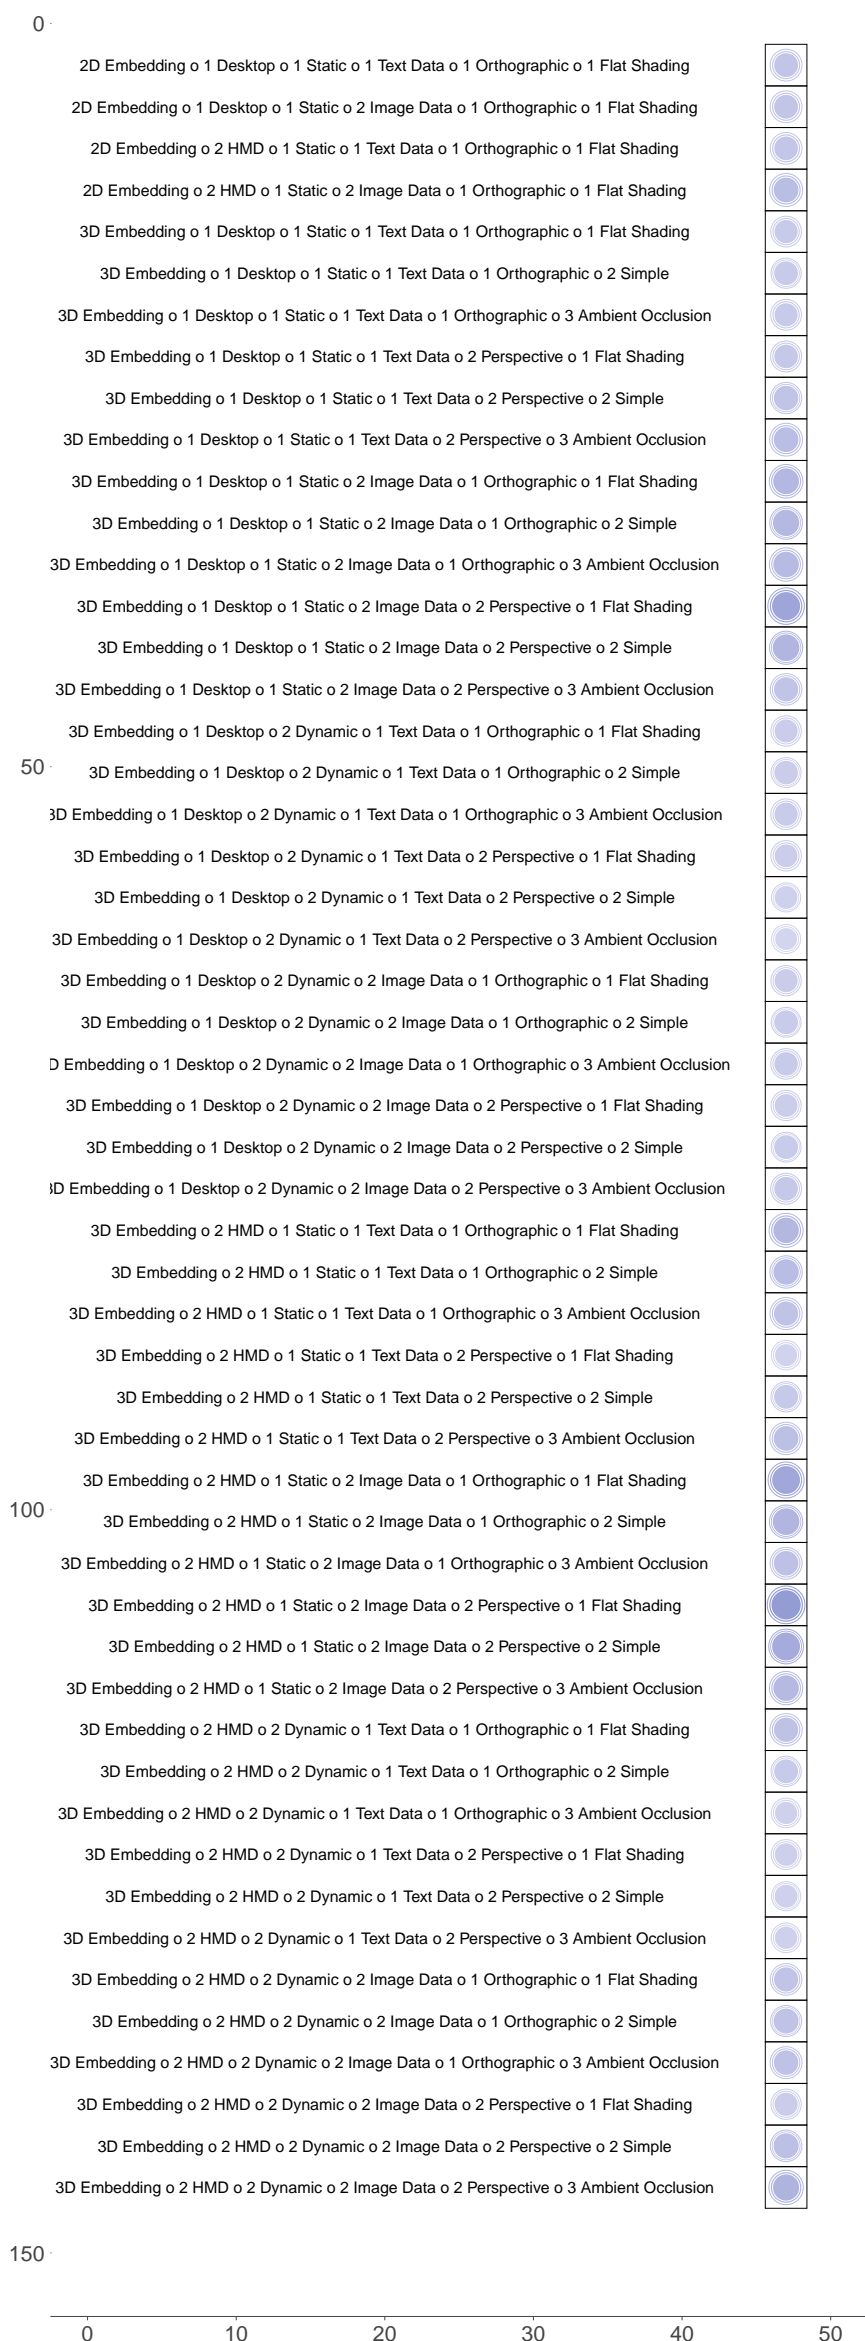 0
2D Embedding o 1 Desktop o 1 Static o 1 Text Data o 1 Orthographic o 1 Flat Shading
2D Embedding o 1 Desktop o 1 Static o 2 Image Data o 1 Orthographic o 1 Flat Shading
2D Embedding o 2 HMD o 1 Static o 1 Text Data o 1 Orthographic o 1 Flat Shading
2D Embedding o 2 HMD o 1 Static o 2 Image Data o 1 Orthographic o 1 Flat Shading
3D Embedding o 1 Desktop o 1 Static o 1 Text Data o 1 Orthographic o 1 Flat Shading
3D Embedding o 1 Desktop o 1 Static o 1 Text Data o 1 Orthographic o 2 Simple
3D Embedding o 1 Desktop o 1 Static o 1 Text Data o 1 Orthographic o 3 Ambient Occlusion
3D Embedding o 1 Desktop o 1 Static o 1 Text Data o 2 Perspective o 1 Flat Shading
3D Embedding o 1 Desktop o 1 Static o 1 Text Data o 2 Perspective o 2 Simple
3D Embedding o 1 Desktop o 1 Static o 1 Text Data o 2 Perspective o 3 Ambient Occlusion
3D Embedding o 1 Desktop o 1 Static o 2 Image Data o 1 Orthographic o 1 Flat Shading
3D Embedding o 1 Desktop o 1 Static o 2 Image Data o 1 Orthographic o 2 Simple
3D Embedding o 1 Desktop o 1 Static o 2 Image Data o 1 Orthographic o 3 Ambient Occlusion
3D Embedding o 1 Desktop o 1 Static o 2 Image Data o 2 Perspective o 1 Flat Shading
3D Embedding o 1 Desktop o 1 Static o 2 Image Data o 2 Perspective o 2 Simple
3D Embedding o 1 Desktop o 1 Static o 2 Image Data o 2 Perspective o 3 Ambient Occlusion
3D Embedding o 1 Desktop o 2 Dynamic o 1 Text Data o 1 Orthographic o 1 Flat Shading
50
3D Embedding o 1 Desktop o 2 Dynamic o 1 Text Data o 1 Orthographic o 2 Simple
3D Embedding o 1 Desktop o 2 Dynamic o 1 Text Data o 1 Orthographic o 3 Ambient Occlusion
3D Embedding o 1 Desktop o 2 Dynamic o 1 Text Data o 2 Perspective o 1 Flat Shading
3D Embedding o 1 Desktop o 2 Dynamic o 1 Text Data o 2 Perspective o 2 Simple
3D Embedding o 1 Desktop o 2 Dynamic o 1 Text Data o 2 Perspective o 3 Ambient Occlusion
3D Embedding o 1 Desktop o 2 Dynamic o 2 Image Data o 1 Orthographic o 1 Flat Shading
3D Embedding o 1 Desktop o 2 Dynamic o 2 Image Data o 1 Orthographic o 2 Simple
D Embedding o 1 Desktop o 2 Dynamic o 2 Image Data o 1 Orthographic o 3 Ambient Occlusion
3D Embedding o 1 Desktop o 2 Dynamic o 2 Image Data o 2 Perspective o 1 Flat Shading
3D Embedding o 1 Desktop o 2 Dynamic o 2 Image Data o 2 Perspective o 2 Simple
3D Embedding o 1 Desktop o 2 Dynamic o 2 Image Data o 2 Perspective o 3 Ambient Occlusion
3D Embedding o 2 HMD o 1 Static o 1 Text Data o 1 Orthographic o 1 Flat Shading
3D Embedding o 2 HMD o 1 Static o 1 Text Data o 1 Orthographic o 2 Simple
3D Embedding o 2 HMD o 1 Static o 1 Text Data o 1 Orthographic o 3 Ambient Occlusion
3D Embedding o 2 HMD o 1 Static o 1 Text Data o 2 Perspective o 1 Flat Shading
3D Embedding o 2 HMD o 1 Static o 1 Text Data o 2 Perspective o 2 Simple
3D Embedding o 2 HMD o 1 Static o 1 Text Data o 2 Perspective o 3 Ambient Occlusion
3D Embedding o 2 HMD o 1 Static o 2 Image Data o 1 Orthographic o 1 Flat Shading
100
3D Embedding o 2 HMD o 1 Static o 2 Image Data o 1 Orthographic o 2 Simple
3D Embedding o 2 HMD o 1 Static o 2 Image Data o 1 Orthographic o 3 Ambient Occlusion
3D Embedding o 2 HMD o 1 Static o 2 Image Data o 2 Perspective o 1 Flat Shading
3D Embedding o 2 HMD o 1 Static o 2 Image Data o 2 Perspective o 2 Simple
3D Embedding o 2 HMD o 1 Static o 2 Image Data o 2 Perspective o 3 Ambient Occlusion
3D Embedding o 2 HMD o 2 Dynamic o 1 Text Data o 1 Orthographic o 1 Flat Shading
3D Embedding o 2 HMD o 2 Dynamic o 1 Text Data o 1 Orthographic o 2 Simple
3D Embedding o 2 HMD o 2 Dynamic o 1 Text Data o 1 Orthographic o 3 Ambient Occlusion
3D Embedding o 2 HMD o 2 Dynamic o 1 Text Data o 2 Perspective o 1 Flat Shading
3D Embedding o 2 HMD o 2 Dynamic o 1 Text Data o 2 Perspective o 2 Simple
3D Embedding o 2 HMD o 2 Dynamic o 1 Text Data o 2 Perspective o 3 Ambient Occlusion
3D Embedding o 2 HMD o 2 Dynamic o 2 Image Data o 1 Orthographic o 1 Flat Shading
3D Embedding o 2 HMD o 2 Dynamic o 2 Image Data o 1 Orthographic o 2 Simple
3D Embedding o 2 HMD o 2 Dynamic o 2 Image Data o 1 Orthographic o 3 Ambient Occlusion
3D Embedding o 2 HMD o 2 Dynamic o 2 Image Data o 2 Perspective o 1 Flat Shading
3D Embedding o 2 HMD o 2 Dynamic o 2 Image Data o 2 Perspective o 2 Simple
3D Embedding o 2 HMD o 2 Dynamic o 2 Image Data o 2 Perspective o 3 Ambient Occlusion
150
0 10 20 30 40 50